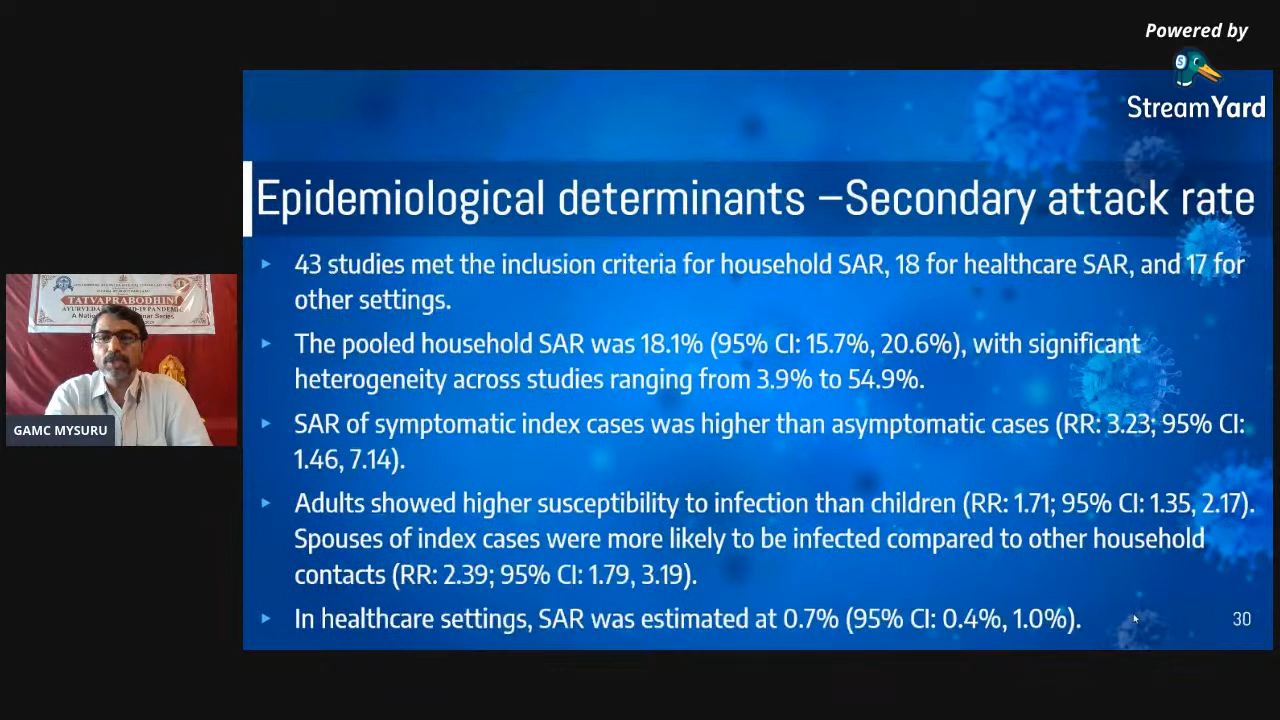 Powered by
StreamYard
Epidemiological determinants –Secondary attack rate
▸ 43 studies met the inclusion criteria for household SAR, 18 for healthcare SAR, and 17 for
other settings.
▸ The pooled household SAR was 18.1% (95% CI: 15.7%, 20.6%), with significant
heterogeneity across studies ranging from 3.9% to 54.9%.
▸ SAR of symptomatic index cases was higher than asymptomatic cases (RR: 3.23; 95% CI:
1.46, 7.14).
▸ Adults showed higher susceptibility to infection than children (RR: 1.71; 95% CI: 1.35, 2.17).
Spouses of index cases were more likely to be infected compared to other household
contacts (RR: 2.39; 95% CI: 1.79, 3.19).
▸ In healthcare settings, SAR was estimated at 0.7% (95% CI: 0.4%, 1.0%).
30
TATVAPRABODHINI
GAMC MYSURU